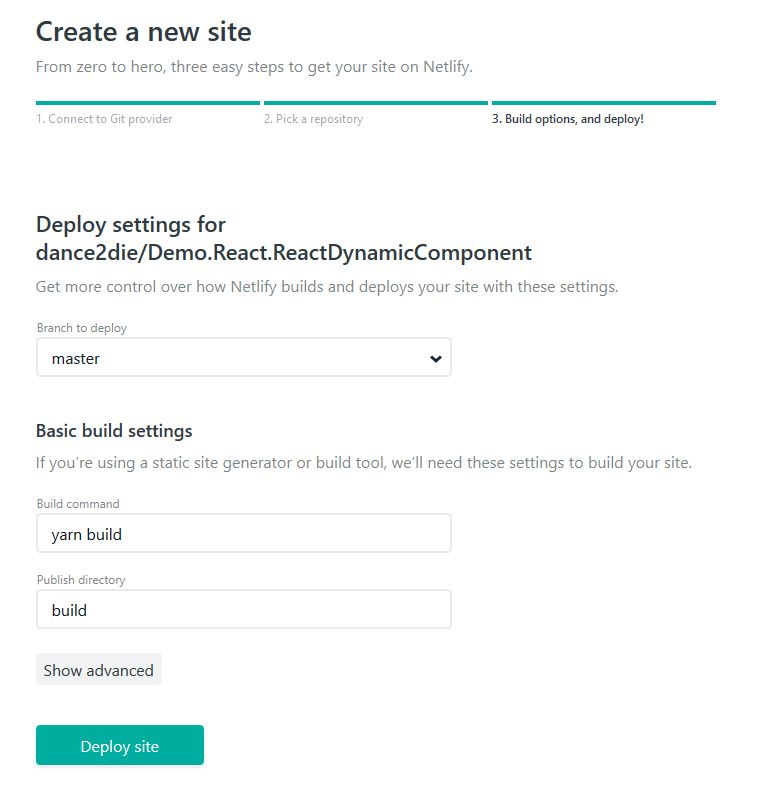 Create a new site
From zero to hero, three easy steps to get your site on Netlify.
1. Connect to Git provider
2. Pick a repository
3. Build options, and deploy!
Deploy settings for
dance2die/Demo.React.ReactDynamicComponent
Get more control over how Netlify builds and deploys your site with these settings.
Branch to deploy
master
Basic build settings
If you’re using a static site generator or build tool, we’ll need these settings to build your site.
Build command
yarn build
Publish directory
build
Show advanced
Deploy site